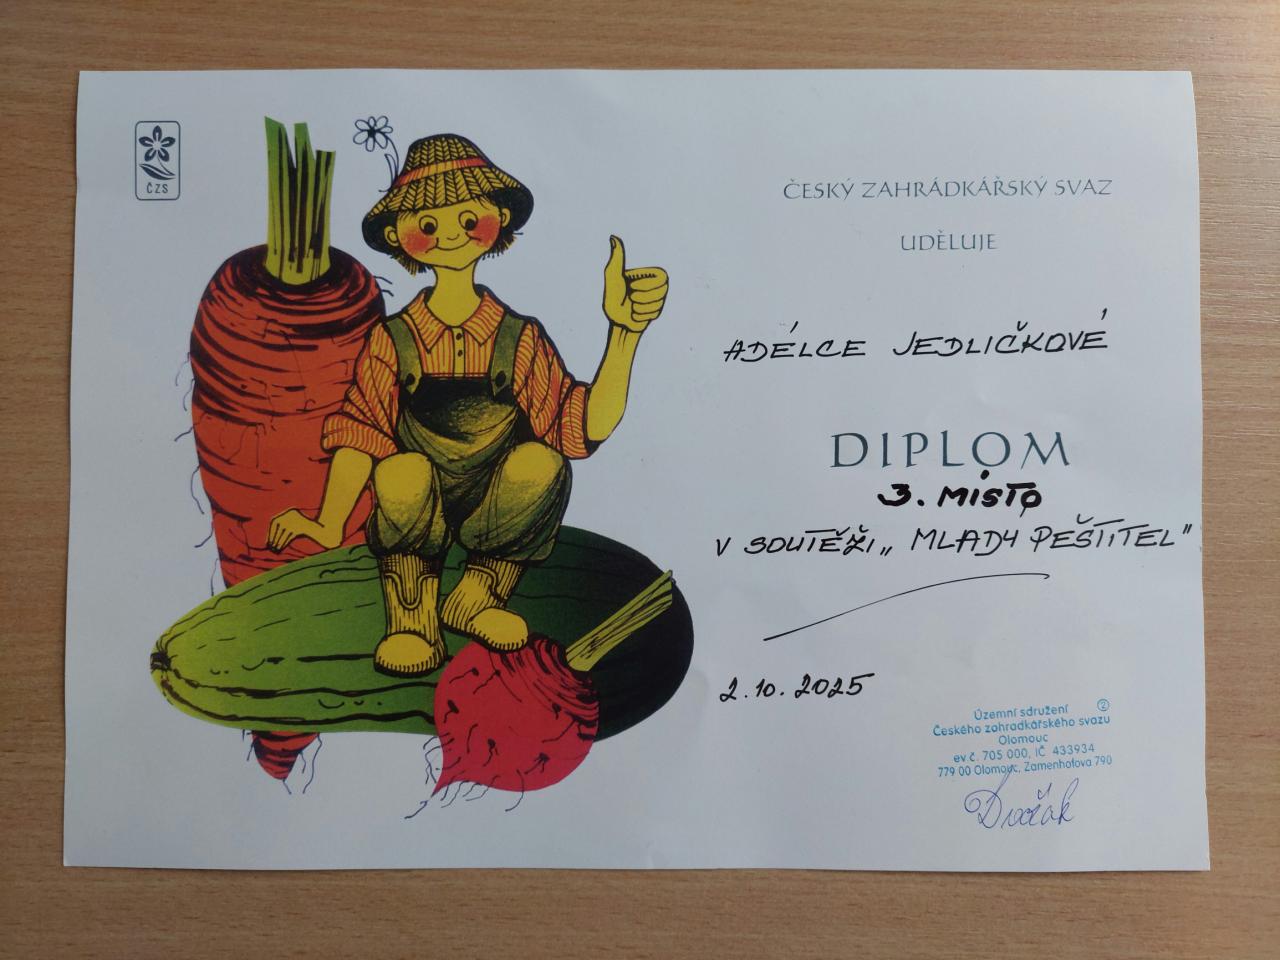 ČZS
ČESKÝ ZAHRÁDKÁŘSKÝ SVAZ
UDĚLUJE
ADÉLCE JEDLIČKOVÉ
DIPLOM
3. MÍSTO
V SOUTĚŽI „MLADÝ PĚSTITEL"
2.10.2025
Územní sdružení ②
Českého zahrádkářského svazu
Olomouc
ev.č. 705 000, IČ 433934
779 00 Olomouc, Zamenhofova 790
Dvořák